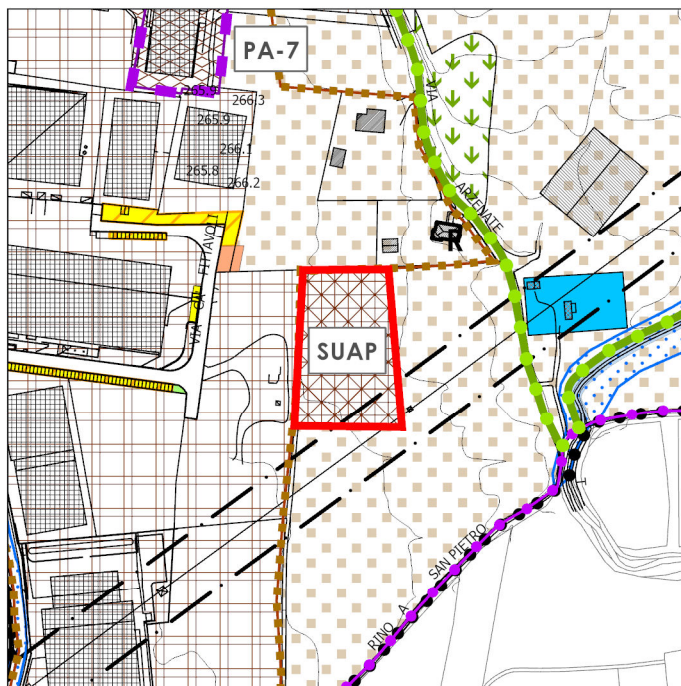 PA-7
265.9
266.3
265.9
266.1
265.8
266.2
VIA
ARZENATE
R
SUAP
SAN PIETRO
RINO A